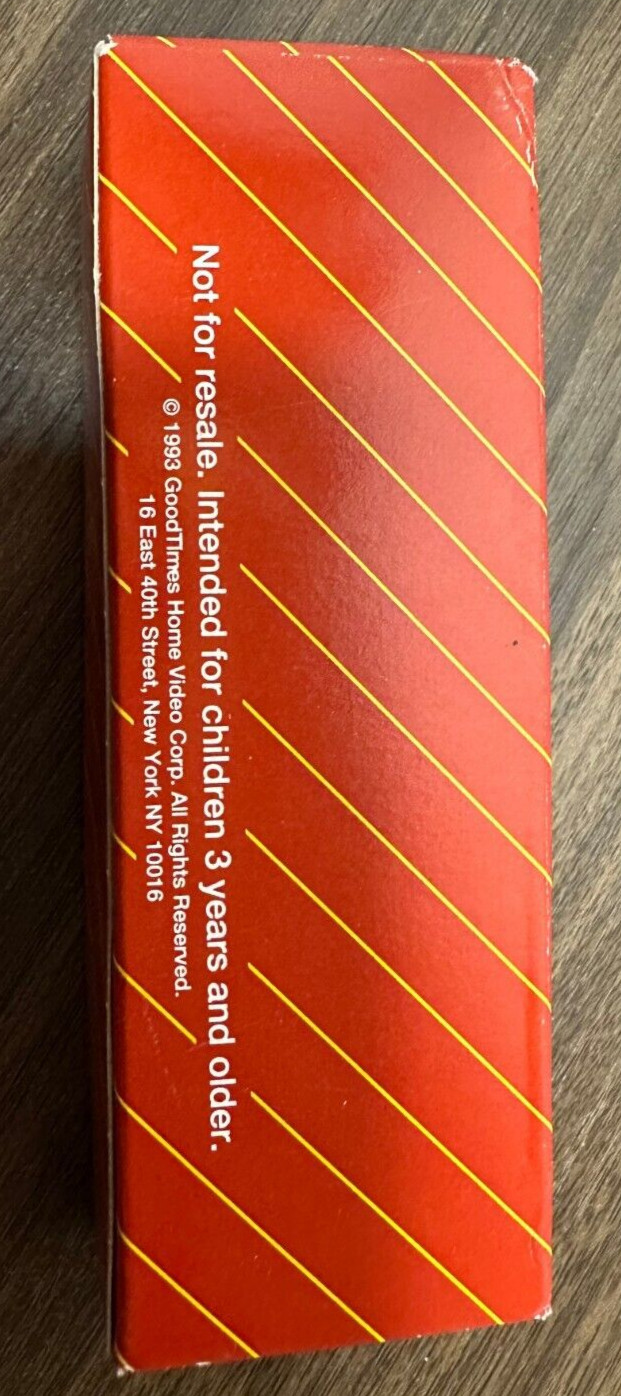 Not for resale. Intended for children 3 years and older.
© 1993 GoodTImes Home Video Corp. All Rights Reserved.
16 East 40th Street, New York NY 10016